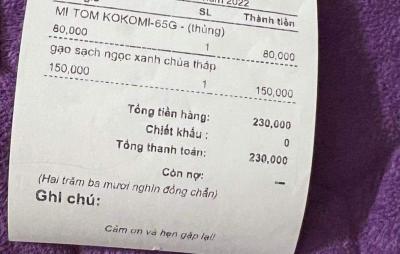 2022
SL Thành tiền
MI TOM KOKOMI-65G - (thùng)
80,000 1 80,000
gạo sạch ngọc xanh chùa tháp
150,000 1 150,000
Tổng tiền hàng: 230,000
Chiết khấu : 0
Tổng thanh toán: 230,000
Còn nợ: –
(Hai trăm ba mươi nghìn đồng chẵn)
Ghi chú:
Cảm ơn và hẹn gặp lại!